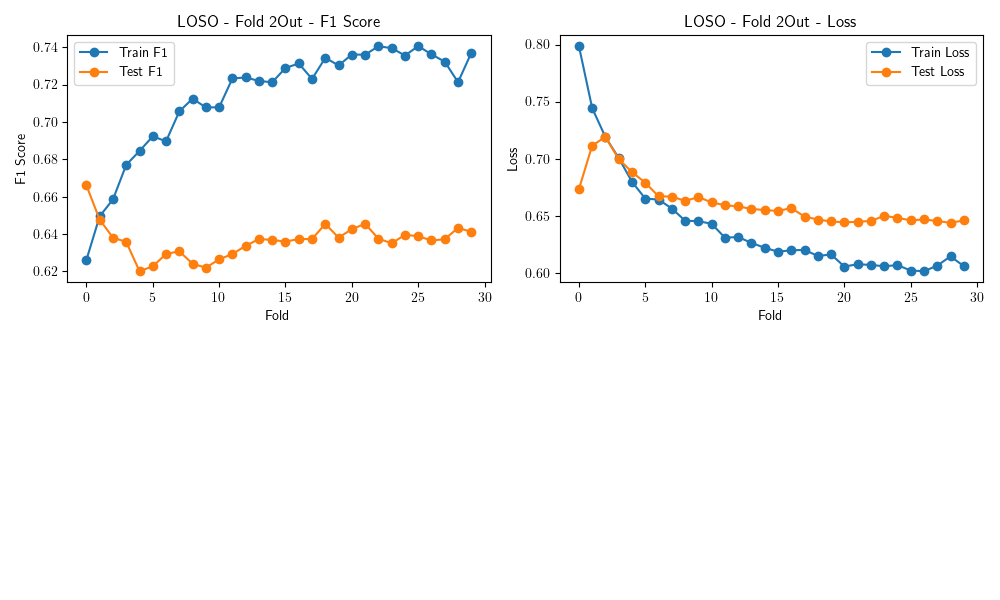 LOSO - Fold 2Out - F1 Score
Train F1
Test F1
F1 Score
0.74
0.72
0.70
0.68
0.66
0.64
0.62
0
5
10
15
20
25
30
Fold
LOSO - Fold 2Out - Loss
Train Loss
Test Loss
Loss
0.80
0.75
0.70
0.65
0.60
0
5
10
15
20
25
30
Fold